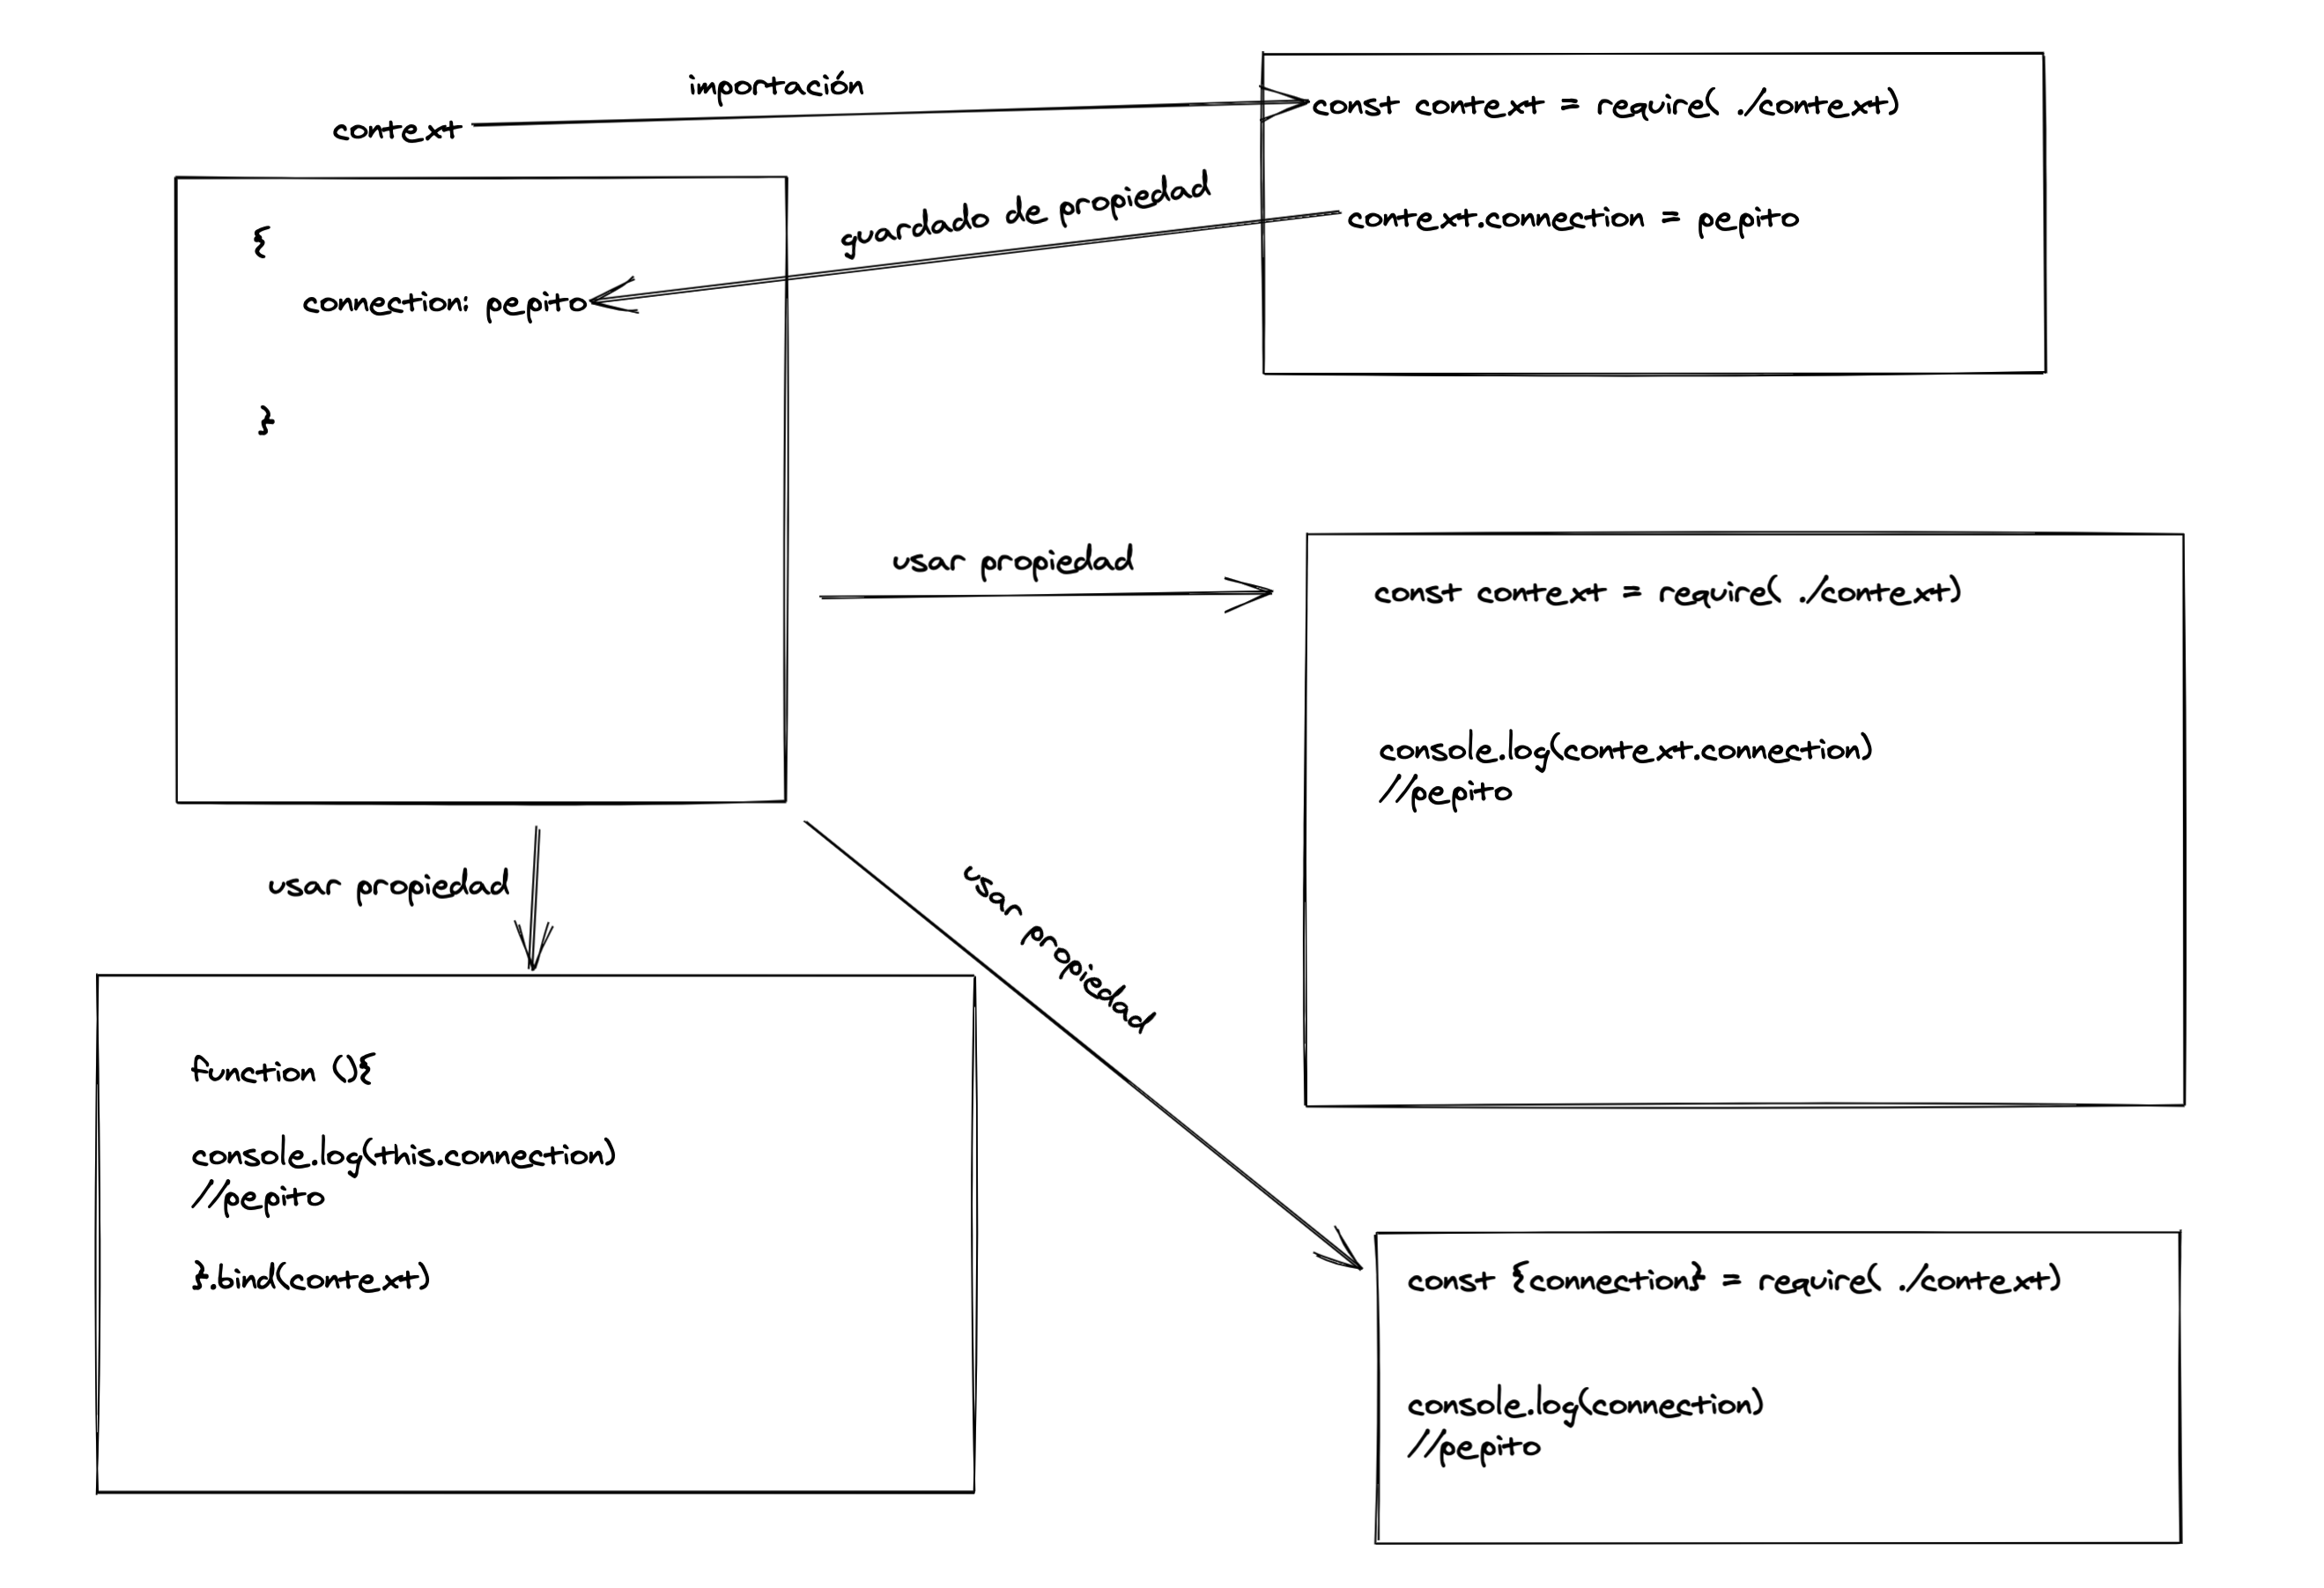 importación
context
const context = require( ./context)
guardado de propiedad
context.connection = pepito
{
connection: pepito
}
usar propiedad
const context = require( ./context)
console.log(context.connection)
//pepito
usar propiedad
usar propiedad
function (){
console.log(this.connection)
//pepito
}.bind(context)
const {connection} = require( ./context)
console.log(connection)
//pepito